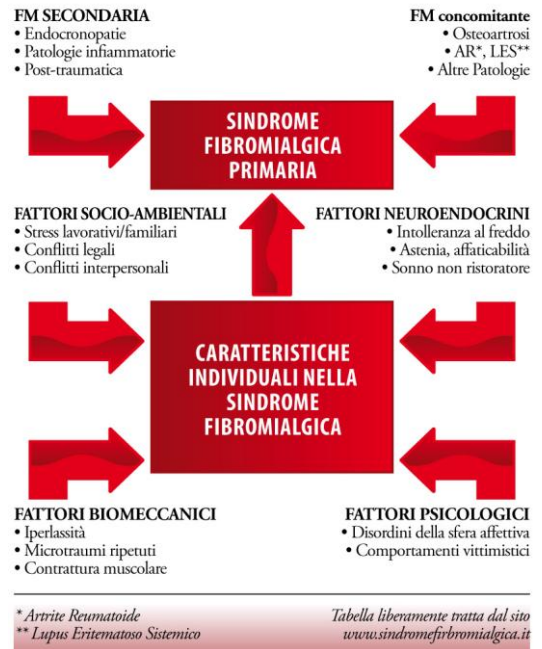 FM SECONDARIA
• Endocronopatie
• Patologie infiammatorie
• Post-traumatica
FM concomitante
• Osteoartrosi
• AR*, LES**
• Altre Patologie
SINDROME
FIBROMIALGICA
PRIMARIA
FATTORI SOCIO-AMBIENTALI
• Stress lavorativi/familiari
• Conflitti legali
• Conflitti interpersonali
FATTORI NEUROENDOCRINI
• Intolleranza al freddo
• Astenia, affaticabilità
• Sonno non ristoratore
CARATTERISTICHE
INDIVIDUALI NELLA
SINDROME
FIBROMIALGICA
FATTORI BIOMECCANICI
• Iperlassità
• Microtraumi ripetuti
• Contrattura muscolare
FATTORI PSICOLOGICI
• Disordini della sfera affettiva
• Comportamenti vittimistici
* Artrite Reumatoide
** Lupus Eritematoso Sistemico
Tabella liberamente tratta dal sito
www.sindromefirbromialgica.it